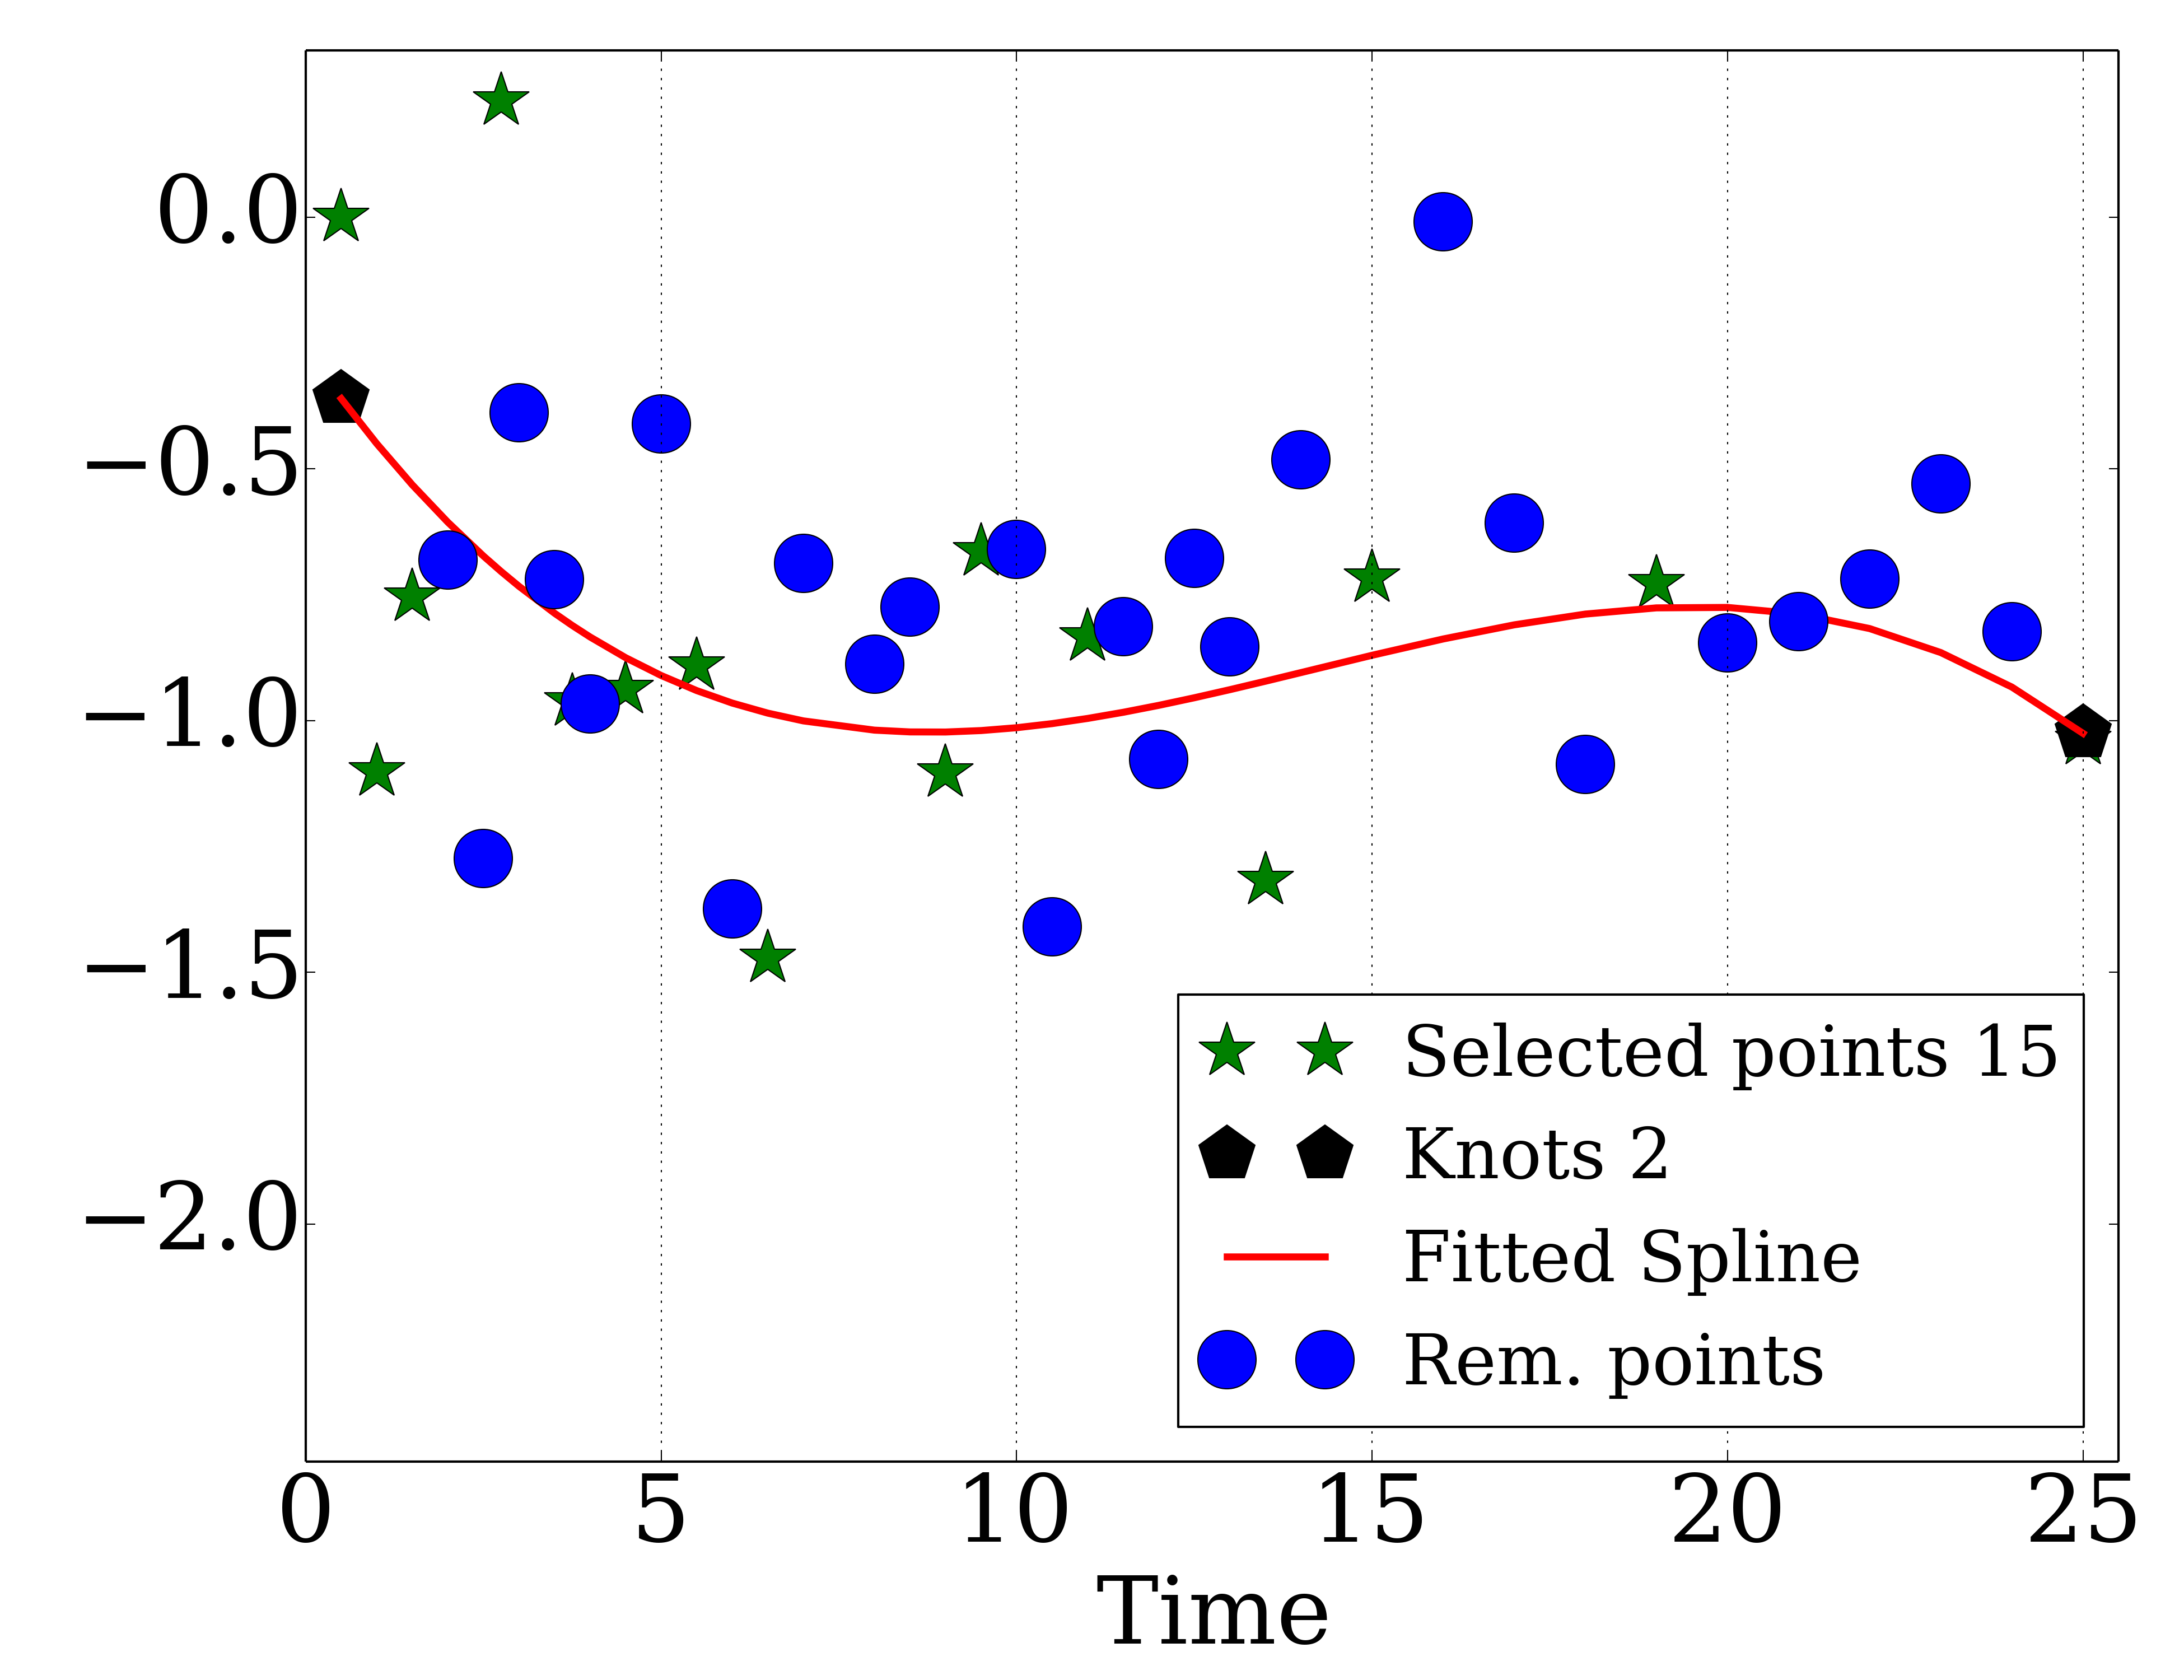 0.0
−0.5
−1.0
−1.5
−2.0
Selected points 15
Knots 2
Fitted Spline
Rem. points
0 5 10 15 20 25
Time